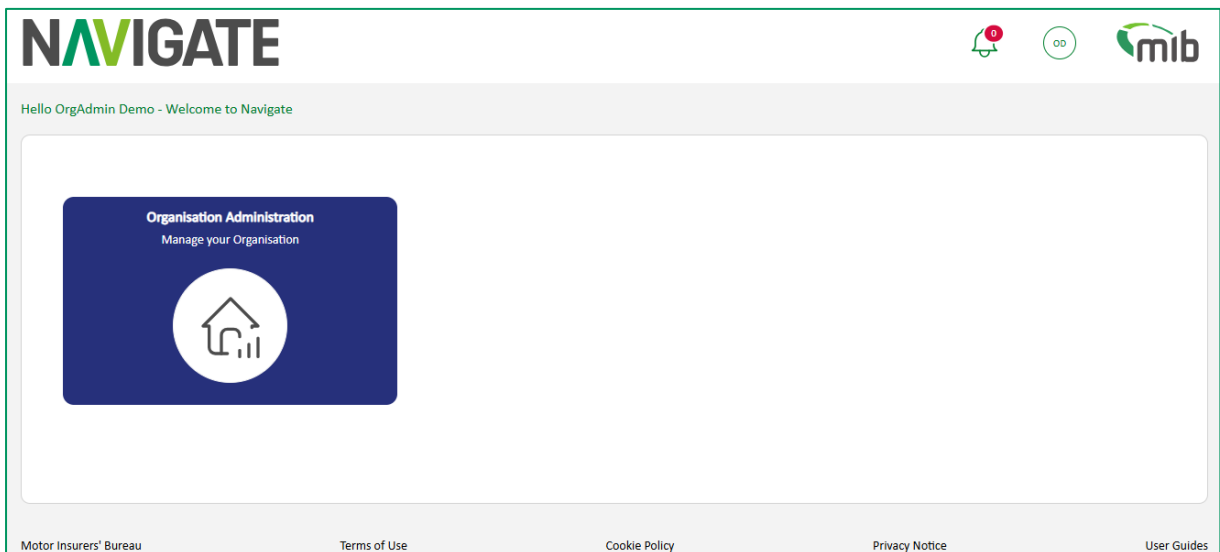 NAVIGATE
0
OD
mib
Hello OrgAdmin Demo - Welcome to Navigate
Organisation Administration
Manage your Organisation
Motor Insurers' Bureau
Terms of Use
Cookie Policy
Privacy Notice
User Guides